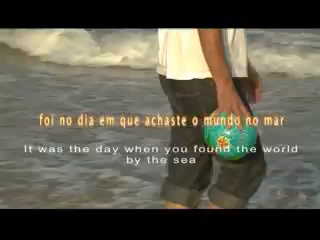 foi no dia em que achaste o mundo no mar
It was the day when you found the world
by the sea